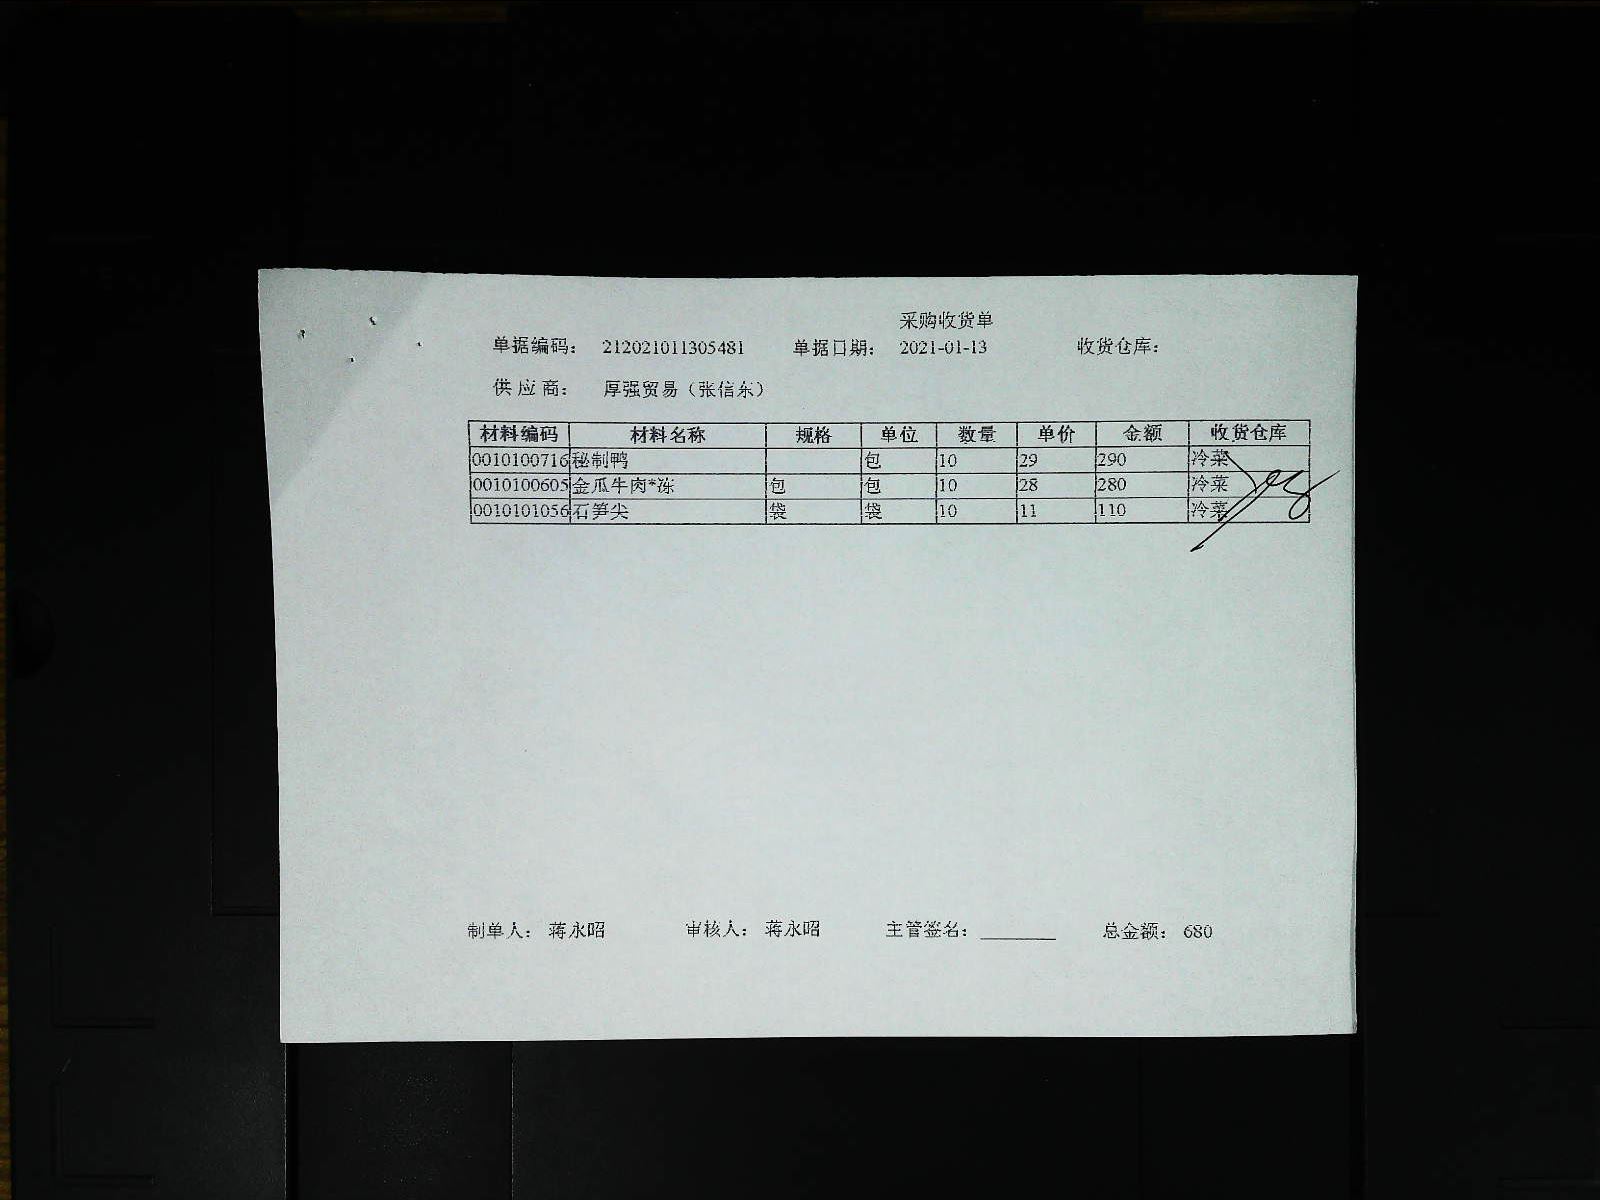 采购收货单
单据编码： 212021011305481 单据日期： 2021-01-13 收货仓库：
供 应 商： 厚强贸易（张信东）
材料编码 材料名称 规格 单位 数量 单价 金额 收货仓库
0010100716 秘制鸭 包 10 29 290 冷菜
0010100605 金瓜牛肉*冻 包 包 10 28 280 冷菜
0010101056 石笋尖 袋 袋 10 11 110 冷菜
制单人： 蒋永昭 审核人： 蒋永昭 主管签名： 总金额： 680